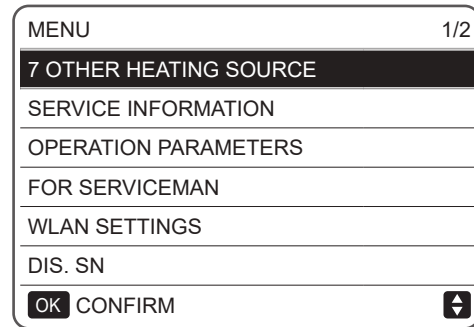 MENU 1/2
7 OTHER HEATING SOURCE
SERVICE INFORMATION
OPERATION PARAMETERS
FOR SERVICEMAN
WLAN SETTINGS
DIS. SN
OK CONFIRM